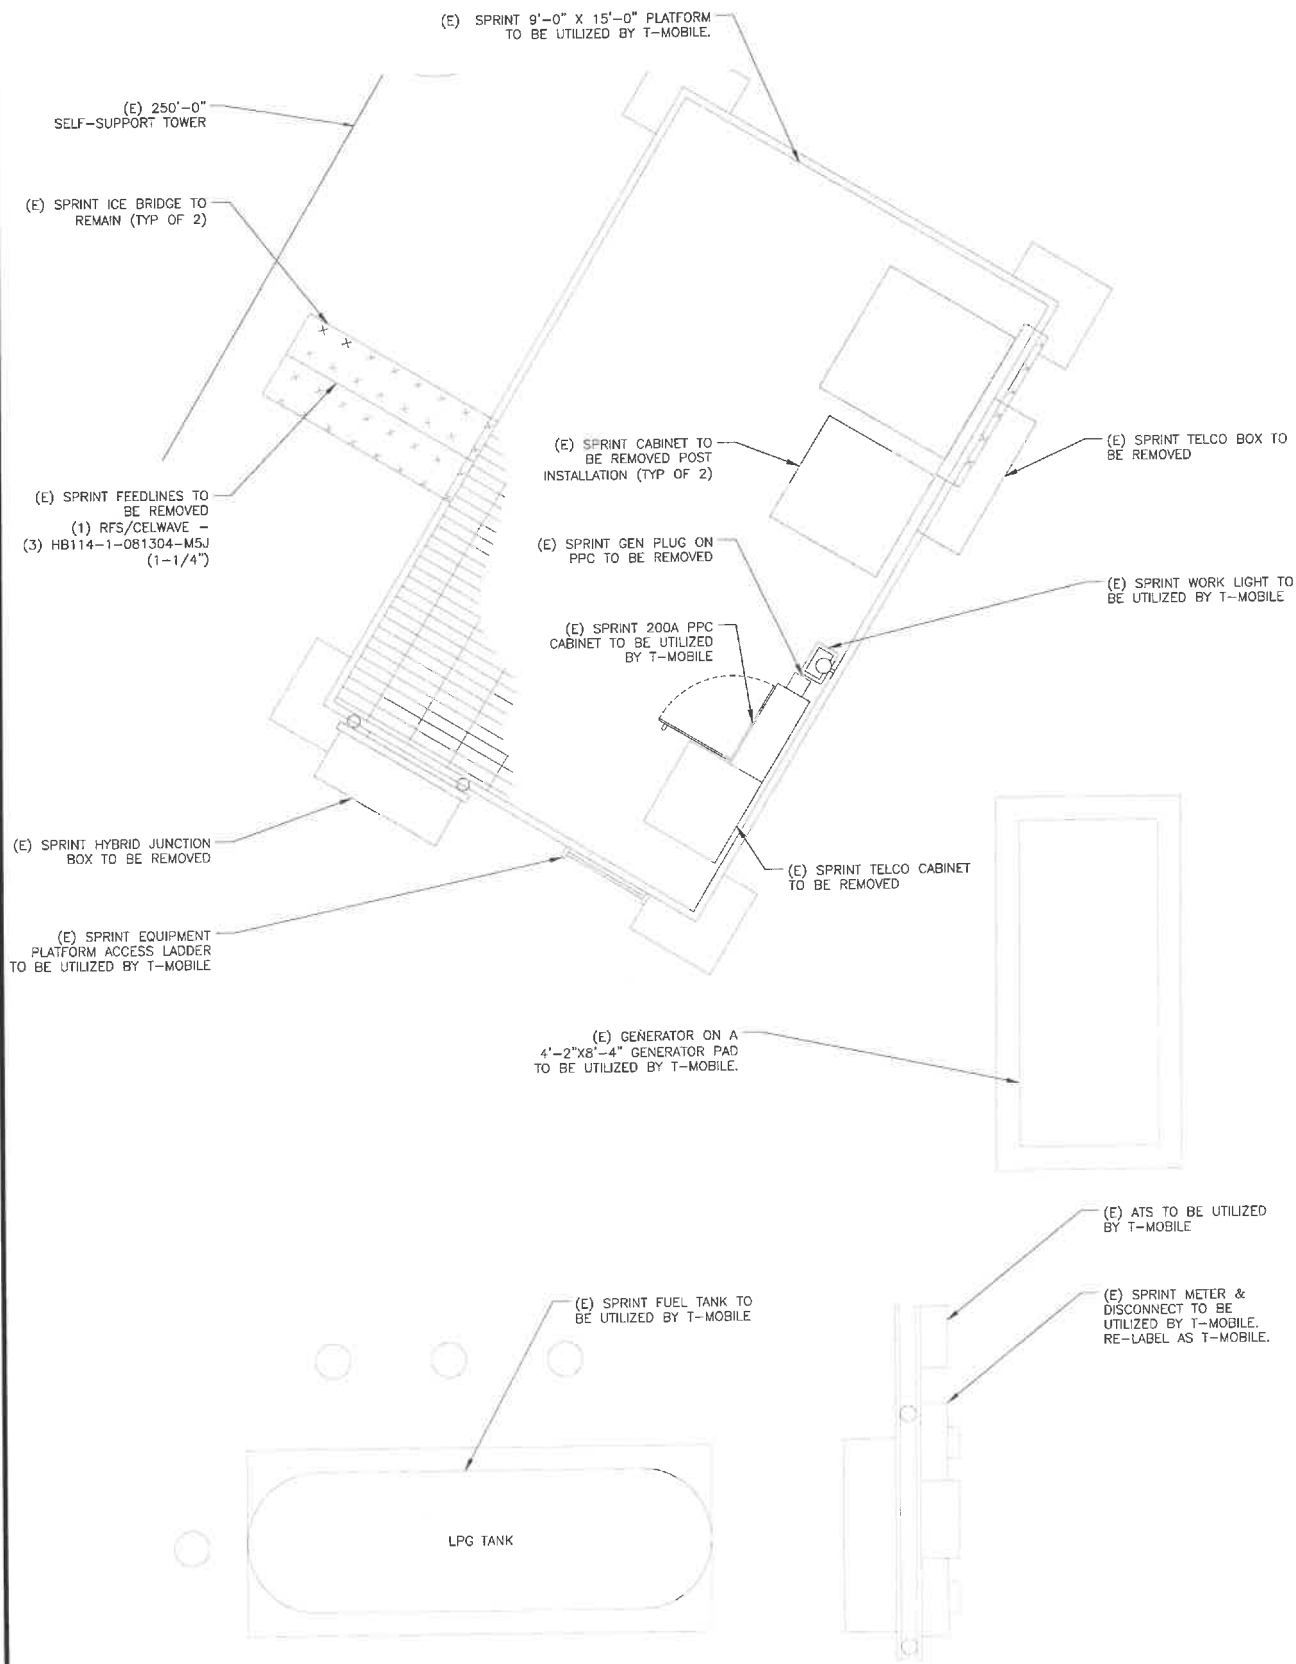 (E) SPRINT 9'-0" X 15'-0" PLATFORM
TO BE UTILIZED BY T-MOBILE.
(E) 250'-0"
SELF-SUPPORT TOWER
(E) SPRINT ICE BRIDGE TO
REMAIN (TYP OF 2)
(E) SPRINT CABINET TO
BE REMOVED POST
INSTALLATION (TYP OF 2)
(E) SPRINT TELCO BOX TO
BE REMOVED
(E) SPRINT FEEDLINES TO
BE REMOVED
(1) RFS/CELWAVE -
(3) HB114-1-081304-M5J
(1-1/4")
(E) SPRINT GEN PLUG ON
PPC TO BE REMOVED
(E) SPRINT WORK LIGHT TO
BE UTILIZED BY T-MOBILE
(E) SPRINT 200A PPC
CABINET TO BE UTILIZED
BY T-MOBILE
(E) SPRINT HYBRID JUNCTION
BOX TO BE REMOVED
(E) SPRINT TELCO CABINET
TO BE REMOVED
(E) SPRINT EQUIPMENT
PLATFORM ACCESS LADDER
TO BE UTILIZED BY T-MOBILE
(E) GENERATOR ON A
4'-2"X8'-4" GENERATOR PAD
TO BE UTILIZED BY T-MOBILE.
(E) ATS TO BE UTILIZED
BY T-MOBILE
(E) SPRINT FUEL TANK TO
BE UTILIZED BY T-MOBILE
(E) SPRINT METER &
DISCONNECT TO BE
UTILIZED BY T-MOBILE.
RE-LABEL AS T-MOBILE.
LPG TANK